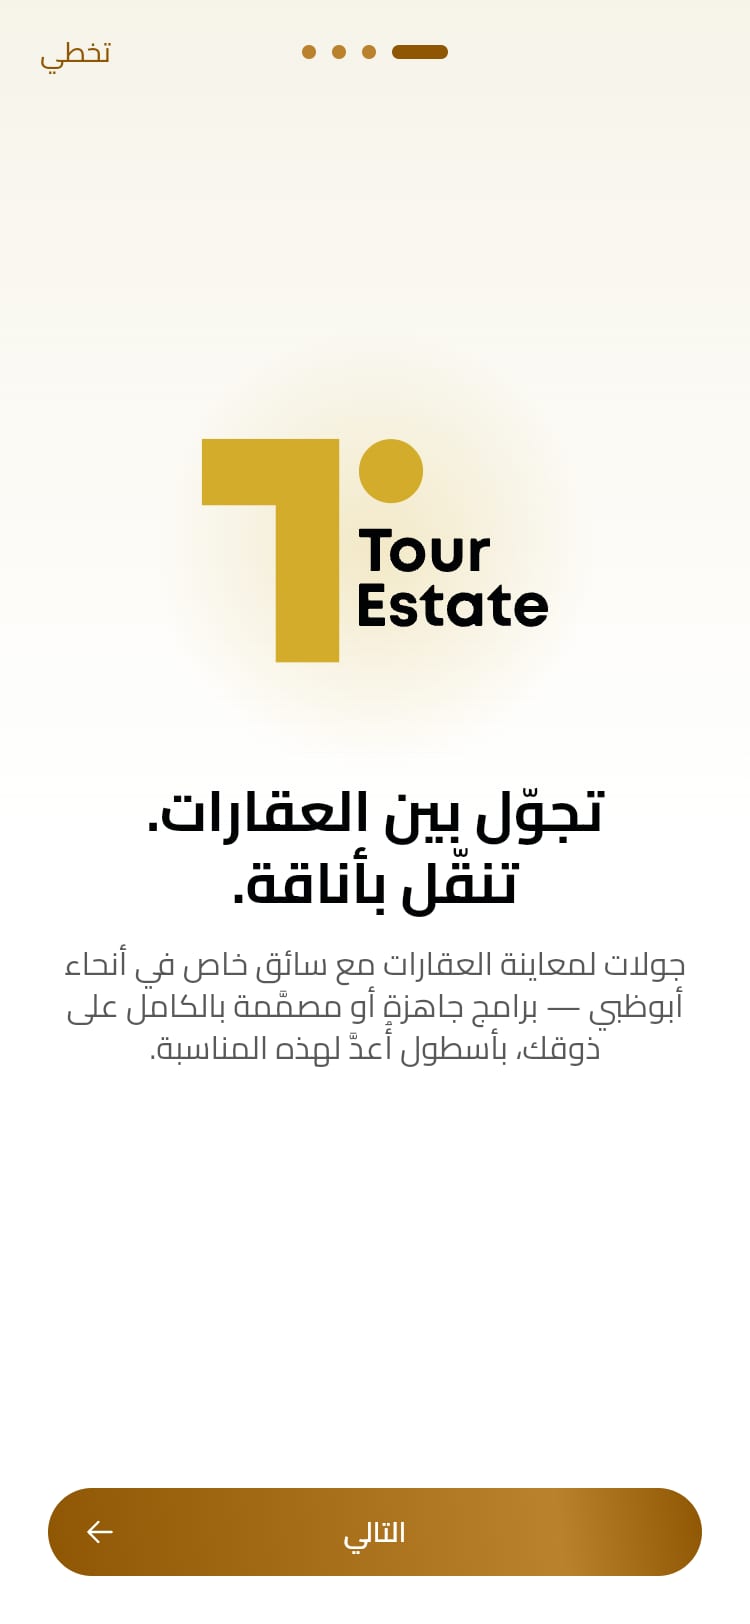 تخطي
Tour
Estate
تجوّل بين العقارات.
تنقّل بأناقة.
جولات لمعاينة العقارات مع سائق خاص في أنحاء
أبوظبي — برامج جاهزة أو مصمَّمة بالكامل على
ذوقك، بأسطول أُعدَّ لهذه المناسبة.
التالي